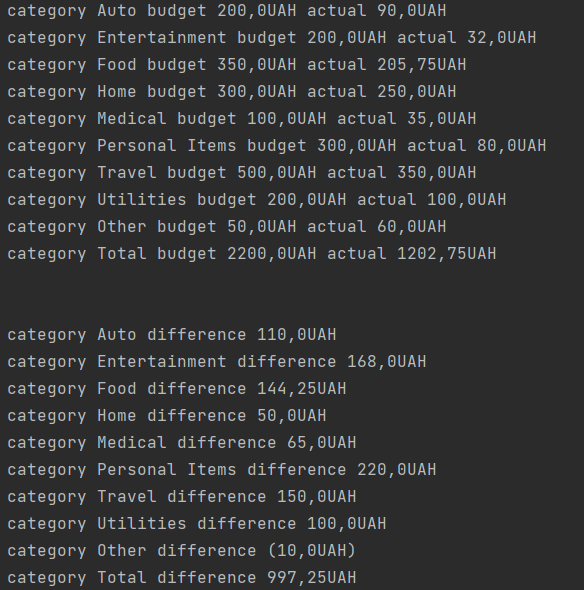 category Auto budget 200,0UAH actual 90,0UAH
category Entertainment budget 200,0UAH actual 32,0UAH
category Food budget 350,0UAH actual 205,75UAH
category Home budget 300,0UAH actual 250,0UAH
category Medical budget 100,0UAH actual 35,0UAH
category Personal Items budget 300,0UAH actual 80,0UAH
category Travel budget 500,0UAH actual 350,0UAH
category Utilities budget 200,0UAH actual 100,0UAH
category Other budget 50,0UAH actual 60,0UAH
category Total budget 2200,0UAH actual 1202,75UAH
category Auto difference 110,0UAH
category Entertainment difference 168,0UAH
category Food difference 144,25UAH
category Home difference 50,0UAH
category Medical difference 65,0UAH
category Personal Items difference 220,0UAH
category Travel difference 150,0UAH
category Utilities difference 100,0UAH
category Other difference (10,0UAH)
category Total difference 997,25UAH